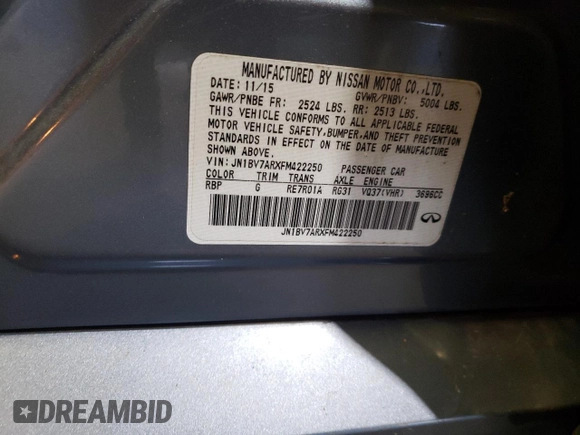 MANUFACTURED BY NISSAN MOTOR CO.,LTD.
DATE: 11/15 GVWR/PNBV: 5004 LBS.
GAWR/PNBE FR: 2524 LBS. RR: 2513 LBS.
THIS VEHICLE CONFORMS TO ALL APPLICABLE FEDERAL
MOTOR VEHICLE SAFETY,BUMPER,AND THEFT PREVENTION
STANDARDS IN EFFECT ON THE DATE OF MANUFACTURE
SHOWN ABOVE.
VIN: JN1BV7ARXFM422250 PASSENGER CAR
COLOR TRIM TRANS AXLE ENGINE
RBP G RE7R01A RG31 VQ37(VHR) 3696CC
JN1BV7ARXFM422250
DREAMBID